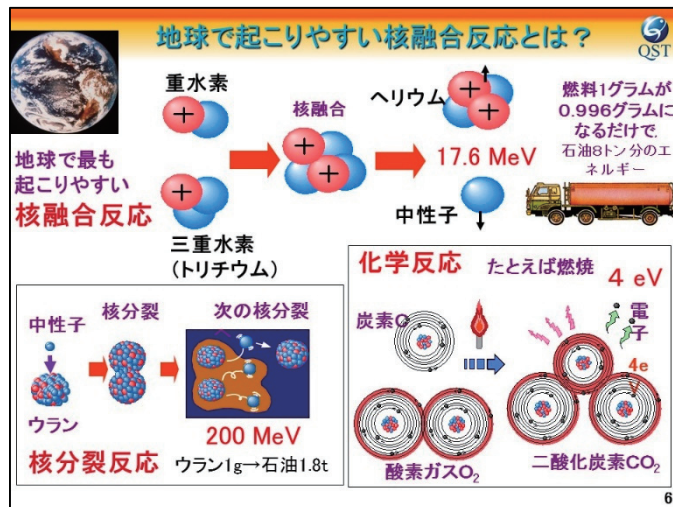 地球で起こりやすい核融合反応とは？
QST
重水素
核融合
ヘリウム
燃料1グラムが
0.996グラムに
なるだけで、
石油8トン分のエ
ネルギー
地球で最も
起こりやすい
核融合反応
17.6 MeV
中性子
三重水素
(トリチウム)
中性子
核分裂
次の核分裂
ウラン
200 MeV
核分裂反応
ウラン1g→石油1.8t
化学反応
たとえば燃焼
4 eV
炭素C
電
子
4e
V
酸素ガスO₂
二酸化炭素CO₂
6